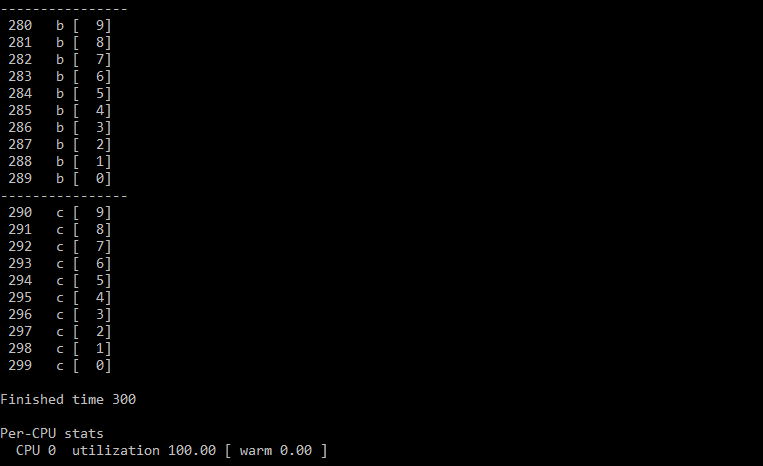 ----------------
 280   b [  9]
 281   b [  8]
 282   b [  7]
 283   b [  6]
 284   b [  5]
 285   b [  4]
 286   b [  3]
 287   b [  2]
 288   b [  1]
 289   b [  0]
----------------
 290   c [  9]
 291   c [  8]
 292   c [  7]
 293   c [  6]
 294   c [  5]
 295   c [  4]
 296   c [  3]
 297   c [  2]
 298   c [  1]
 299   c [  0]

Finished time 300

Per-CPU stats
  CPU 0  utilization 100.00 [ warm 0.00 ]